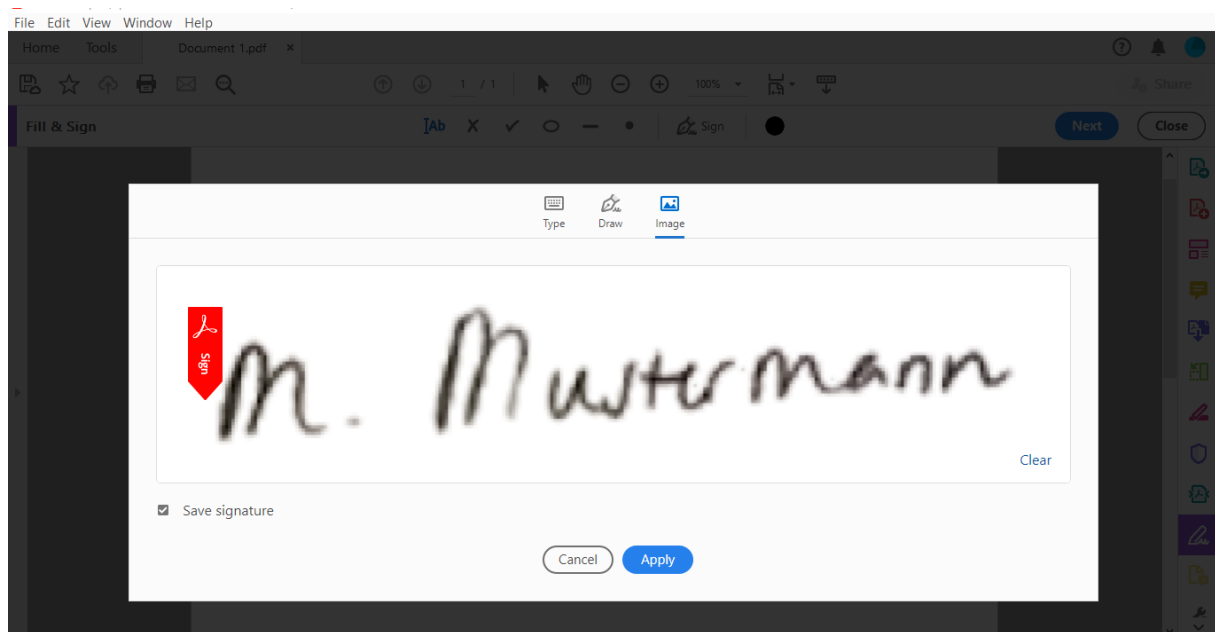 File Edit View Window Help
Home Tools Document 1.pdf ×
1 / 1 100% Share
Fill & Sign Ab Sign Next Close
Type Draw Image
Sign
M. Mustermann
Clear
Save signature
Cancel Apply